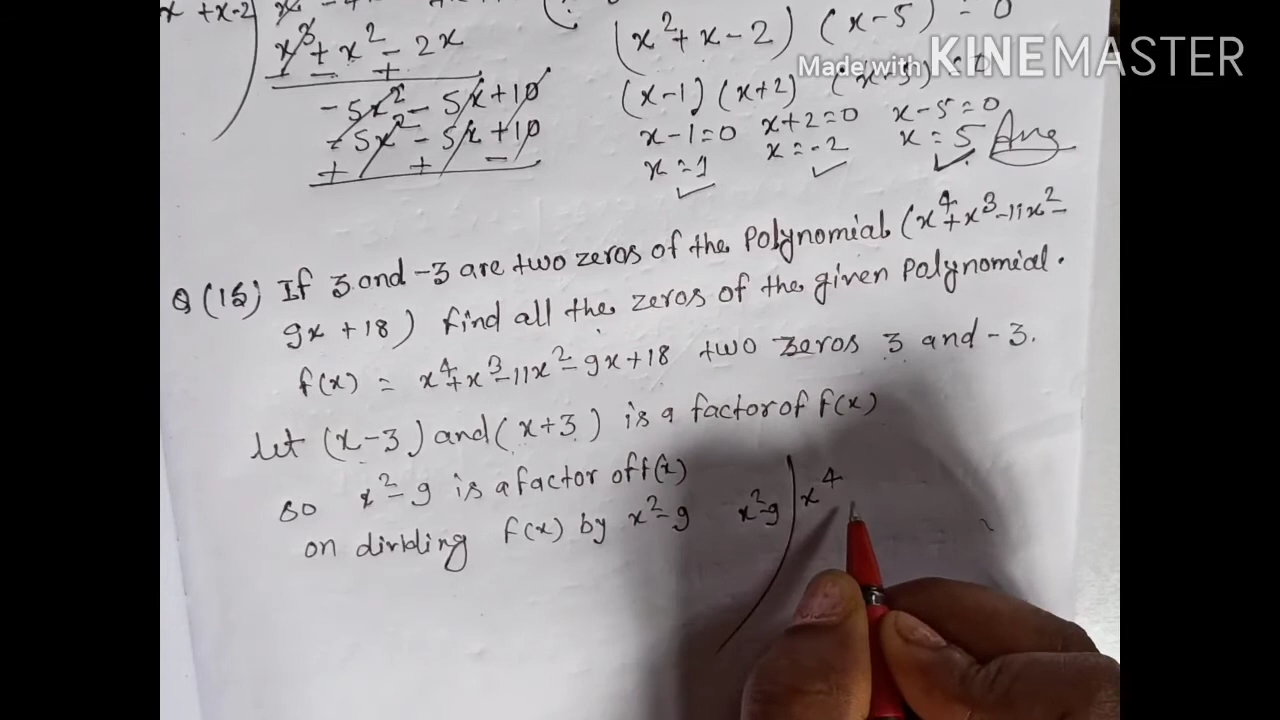 x + x - 2) x³
x³ + x² - 2x
- 5x² - 5x + 10
- 5x² - 5x + 10
+ + -
(x² + x - 2) (x - 5) = 0
Made with KINEMASTER
(x - 1) (x + 2) (x - 5) = 0
x - 1 = 0 x + 2 = 0 x - 5 = 0
x = 1 x = - 2 x = 5 Ans
Q (15) If 3 and -3 are two zeros of the Polynomial (x⁴ + x³ - 11x² -
9x + 18) find all the zeros of the given Polynomial.
f(x) = x⁴ + x³ - 11x² - 9x + 18 two zeros 3 and - 3.
Let (x - 3) and (x + 3) is a factor of f(x)
so x² - 9 is a factor of f(x)
on dividing f(x) by x² - 9 x² - 9) x⁴